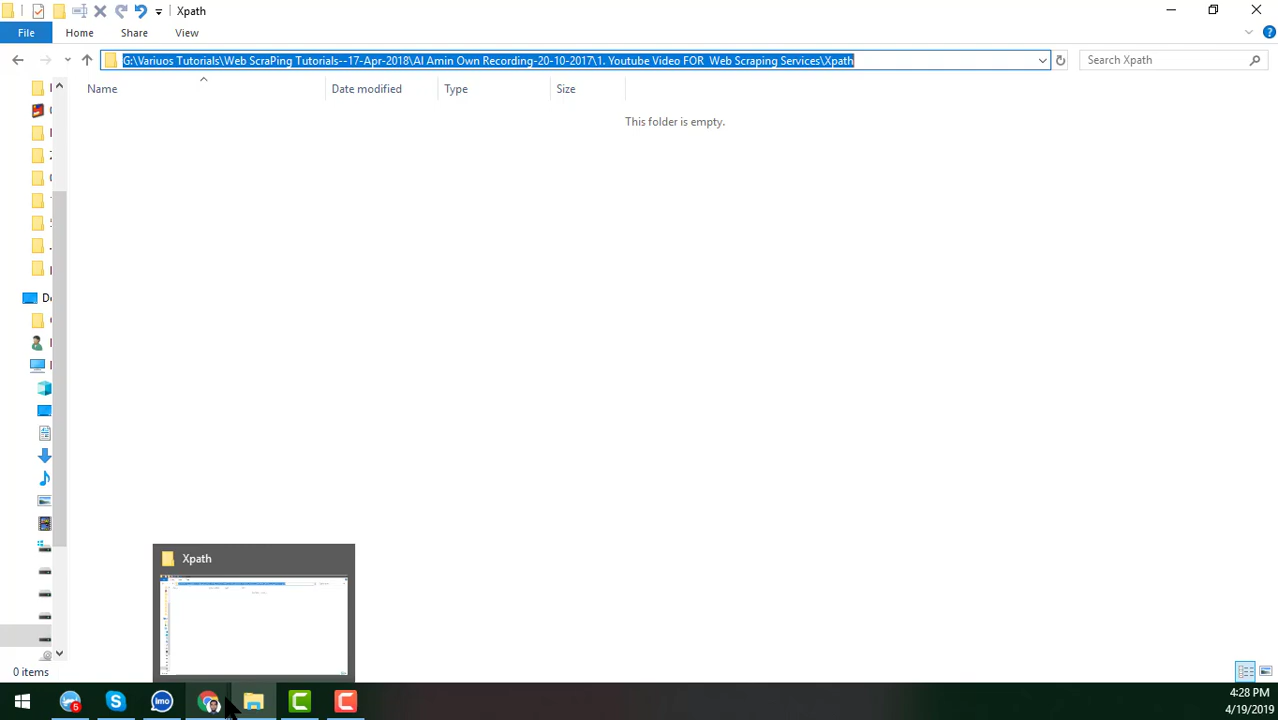 Xpath
File Home Share View
G:\Variuos Tutorials\Web ScraPing Tutorials--17-Apr-2018\Al Amin Own Recording-20-10-2017\1. Youtube Video FOR  Web Scraping Services\Xpath
Search Xpath
Name Date modified Type Size
This folder is empty.
Xpath
0 items
5
imo
4:28 PM
4/19/2019